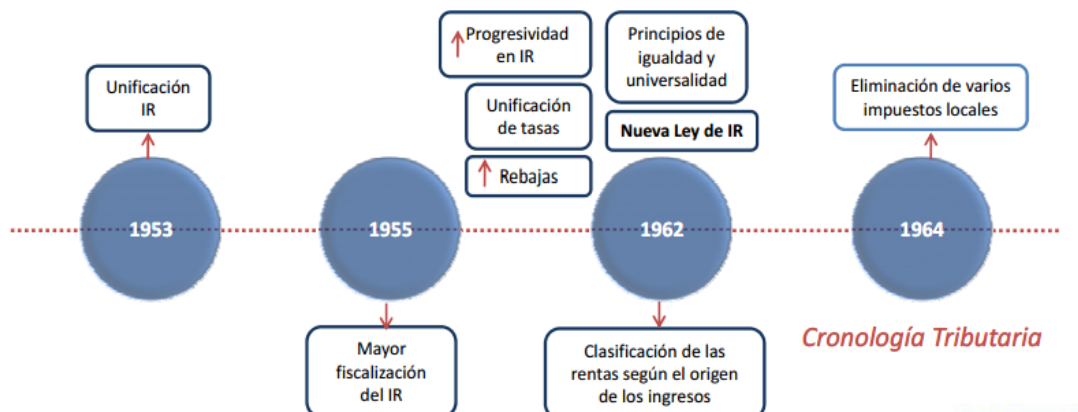 Unificación
IR
1953
Mayor
fiscalización
del IR
1955
Progresividad
en IR
Unificación
de tasas
Rebajas
Principios de
igualdad y
universalidad
Nueva Ley de IR
1962
Clasificación de las
rentas según el origen
de los ingresos
Eliminación de varios
impuestos locales
1964
Cronología Tributaria